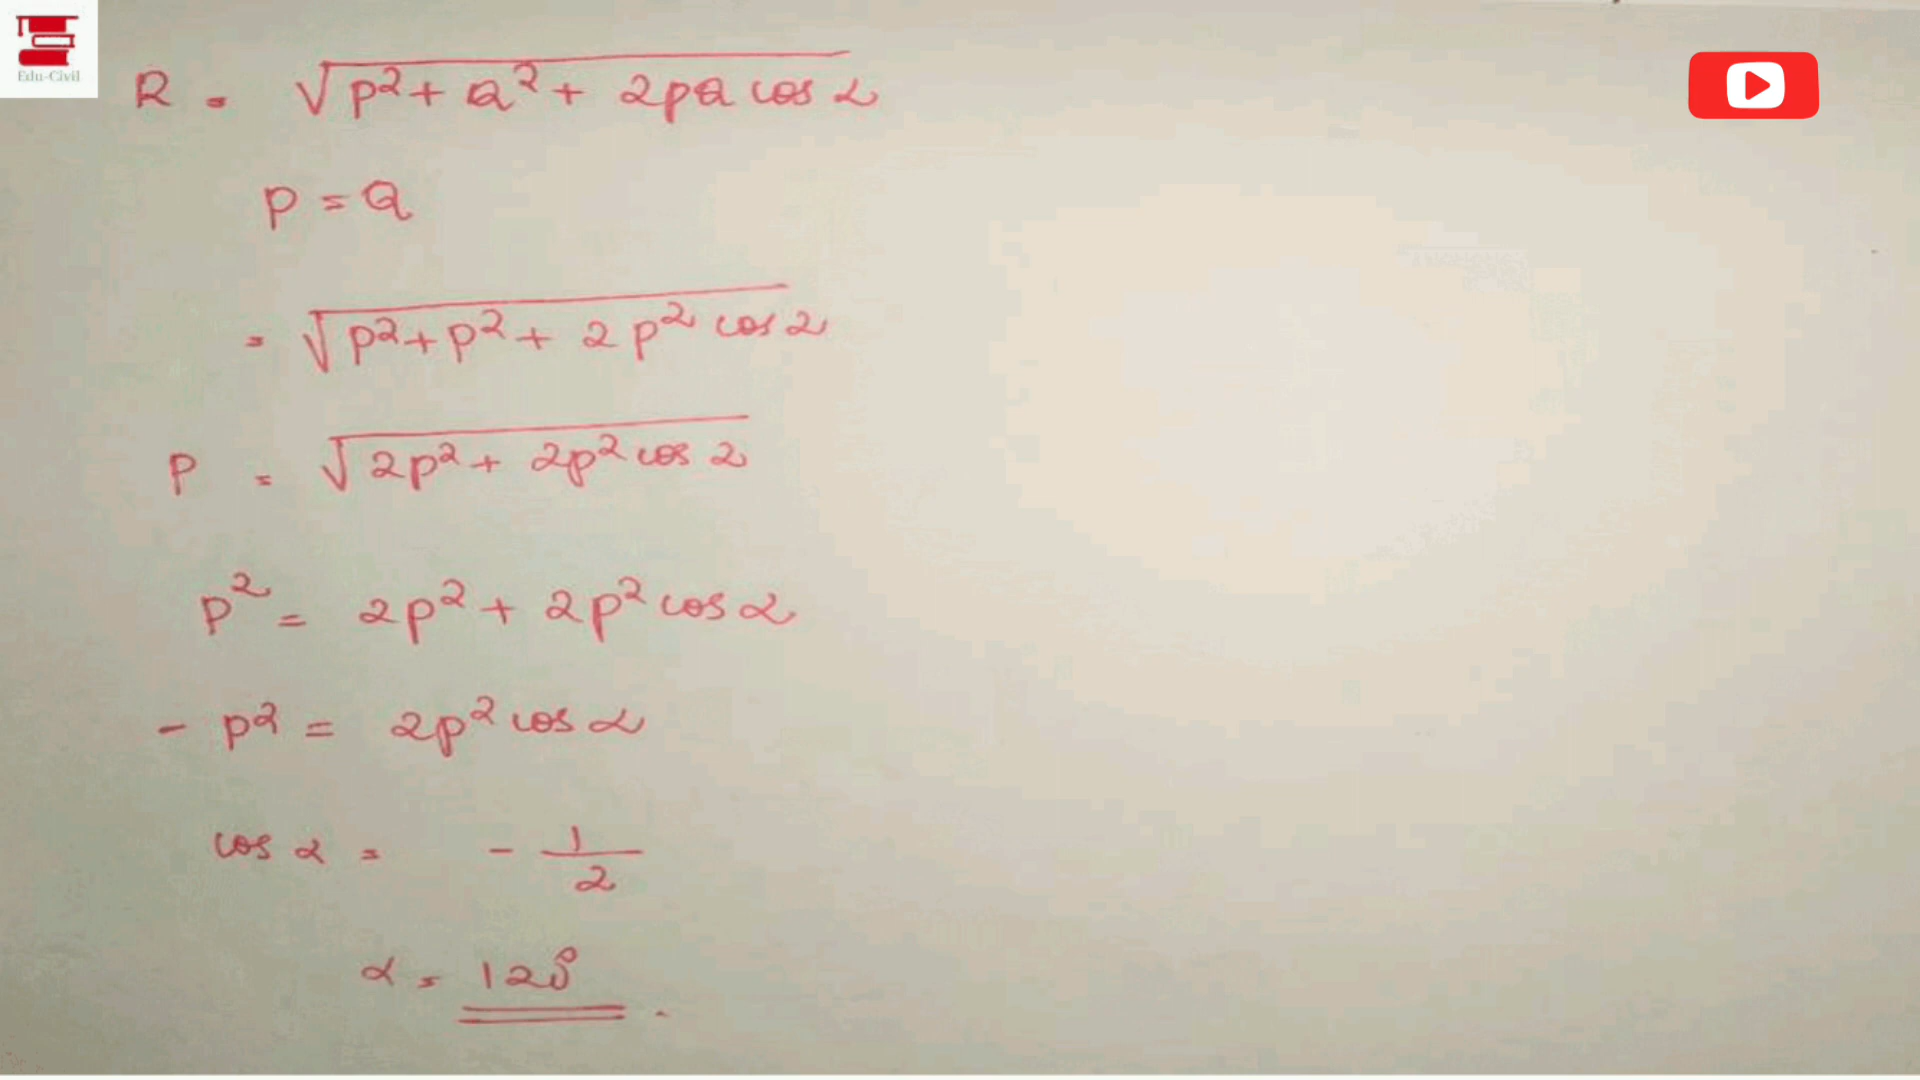 Edu-Civil
R = √P² + Q² + 2PQ cos α
P = Q
= √P² + P² + 2P² cos α
P = √2P² + 2P² cos α
P² = 2P² + 2P² cos α
- P² = 2P² cos α
cos α = - 1/2
α = 120°.